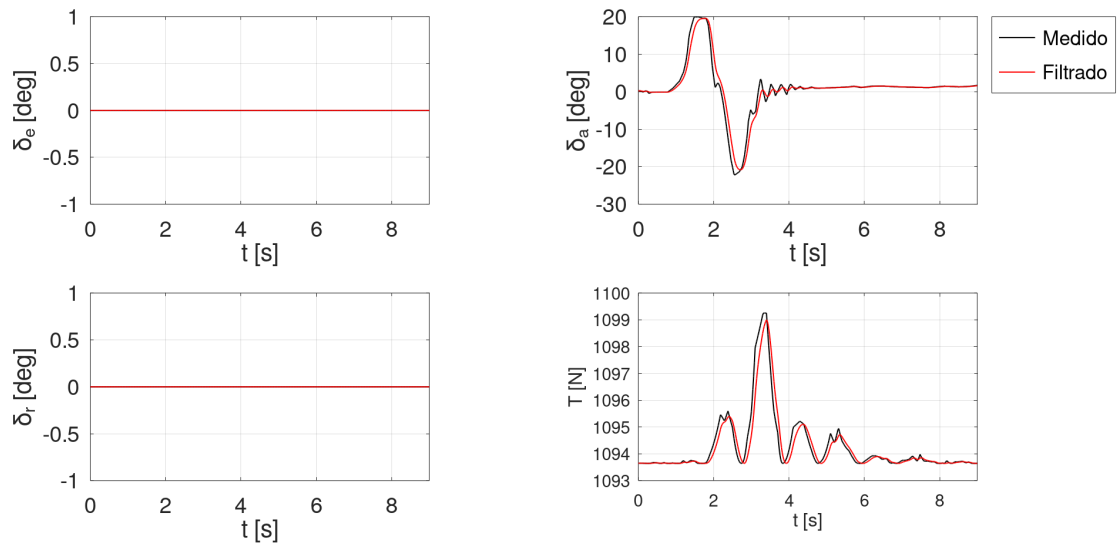 δe [deg]
1
0.5
0
-0.5
-1
0 2 4 6 8
t [s]
δa [deg]
20
10
0
-10
-20
-30
0 2 4 6 8
t [s]
Medido
Filtrado
δr [deg]
1
0.5
0
-0.5
-1
0 2 4 6 8
t [s]
T [N]
1100
1099
1098
1097
1096
1095
1094
1093
0 2 4 6 8
t [s]